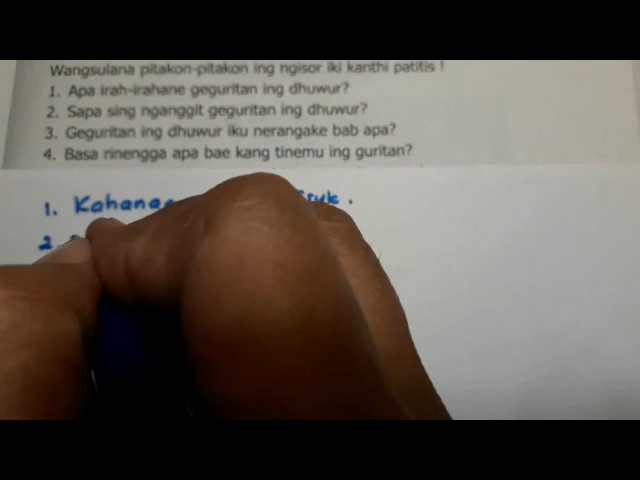 Wangsulana pitakon-pitakon ing ngisor iki kanthi patitis !
1. Apa irah-irahane geguritan ing dhuwur?
2. Sapa sing nganggit geguritan ing dhuwur?
3. Geguritan ing dhuwur iku nerangake bab apa?
4. Basa rinengga apa bae kang tinemu ing guritan?
1.
2.